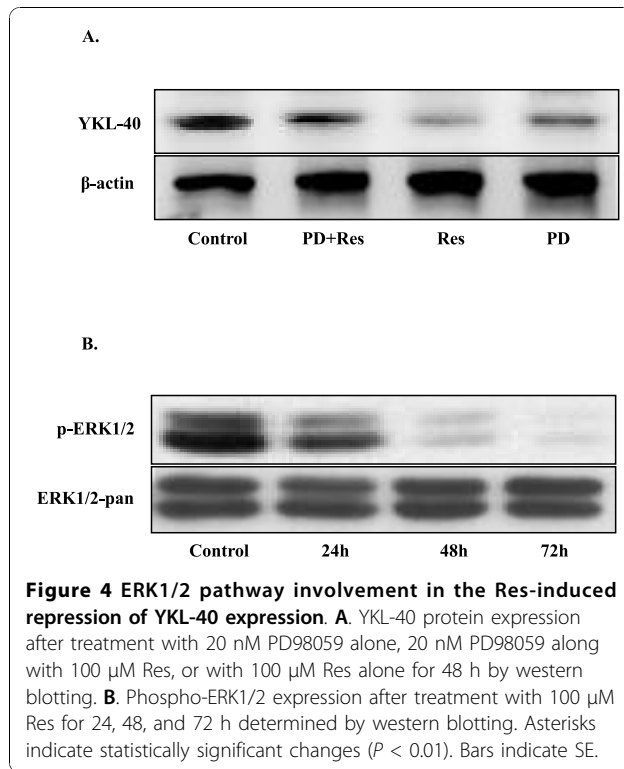 A.
YKL-40
β-actin
Control PD+Res Res PD
B.
p-ERK1/2
ERK1/2-pan
Control 24h 48h 72h
Figure 4 ERK1/2 pathway involvement in the Res-induced
repression of YKL-40 expression. A. YKL-40 protein expression
after treatment with 20 nM PD98059 alone, 20 nM PD98059 along
with 100 μM Res, or with 100 μM Res alone for 48 h by western
blotting. B. Phospho-ERK1/2 expression after treatment with 100 μM
Res for 24, 48, and 72 h determined by western blotting. Asterisks
indicate statistically significant changes (P < 0.01). Bars indicate SE.